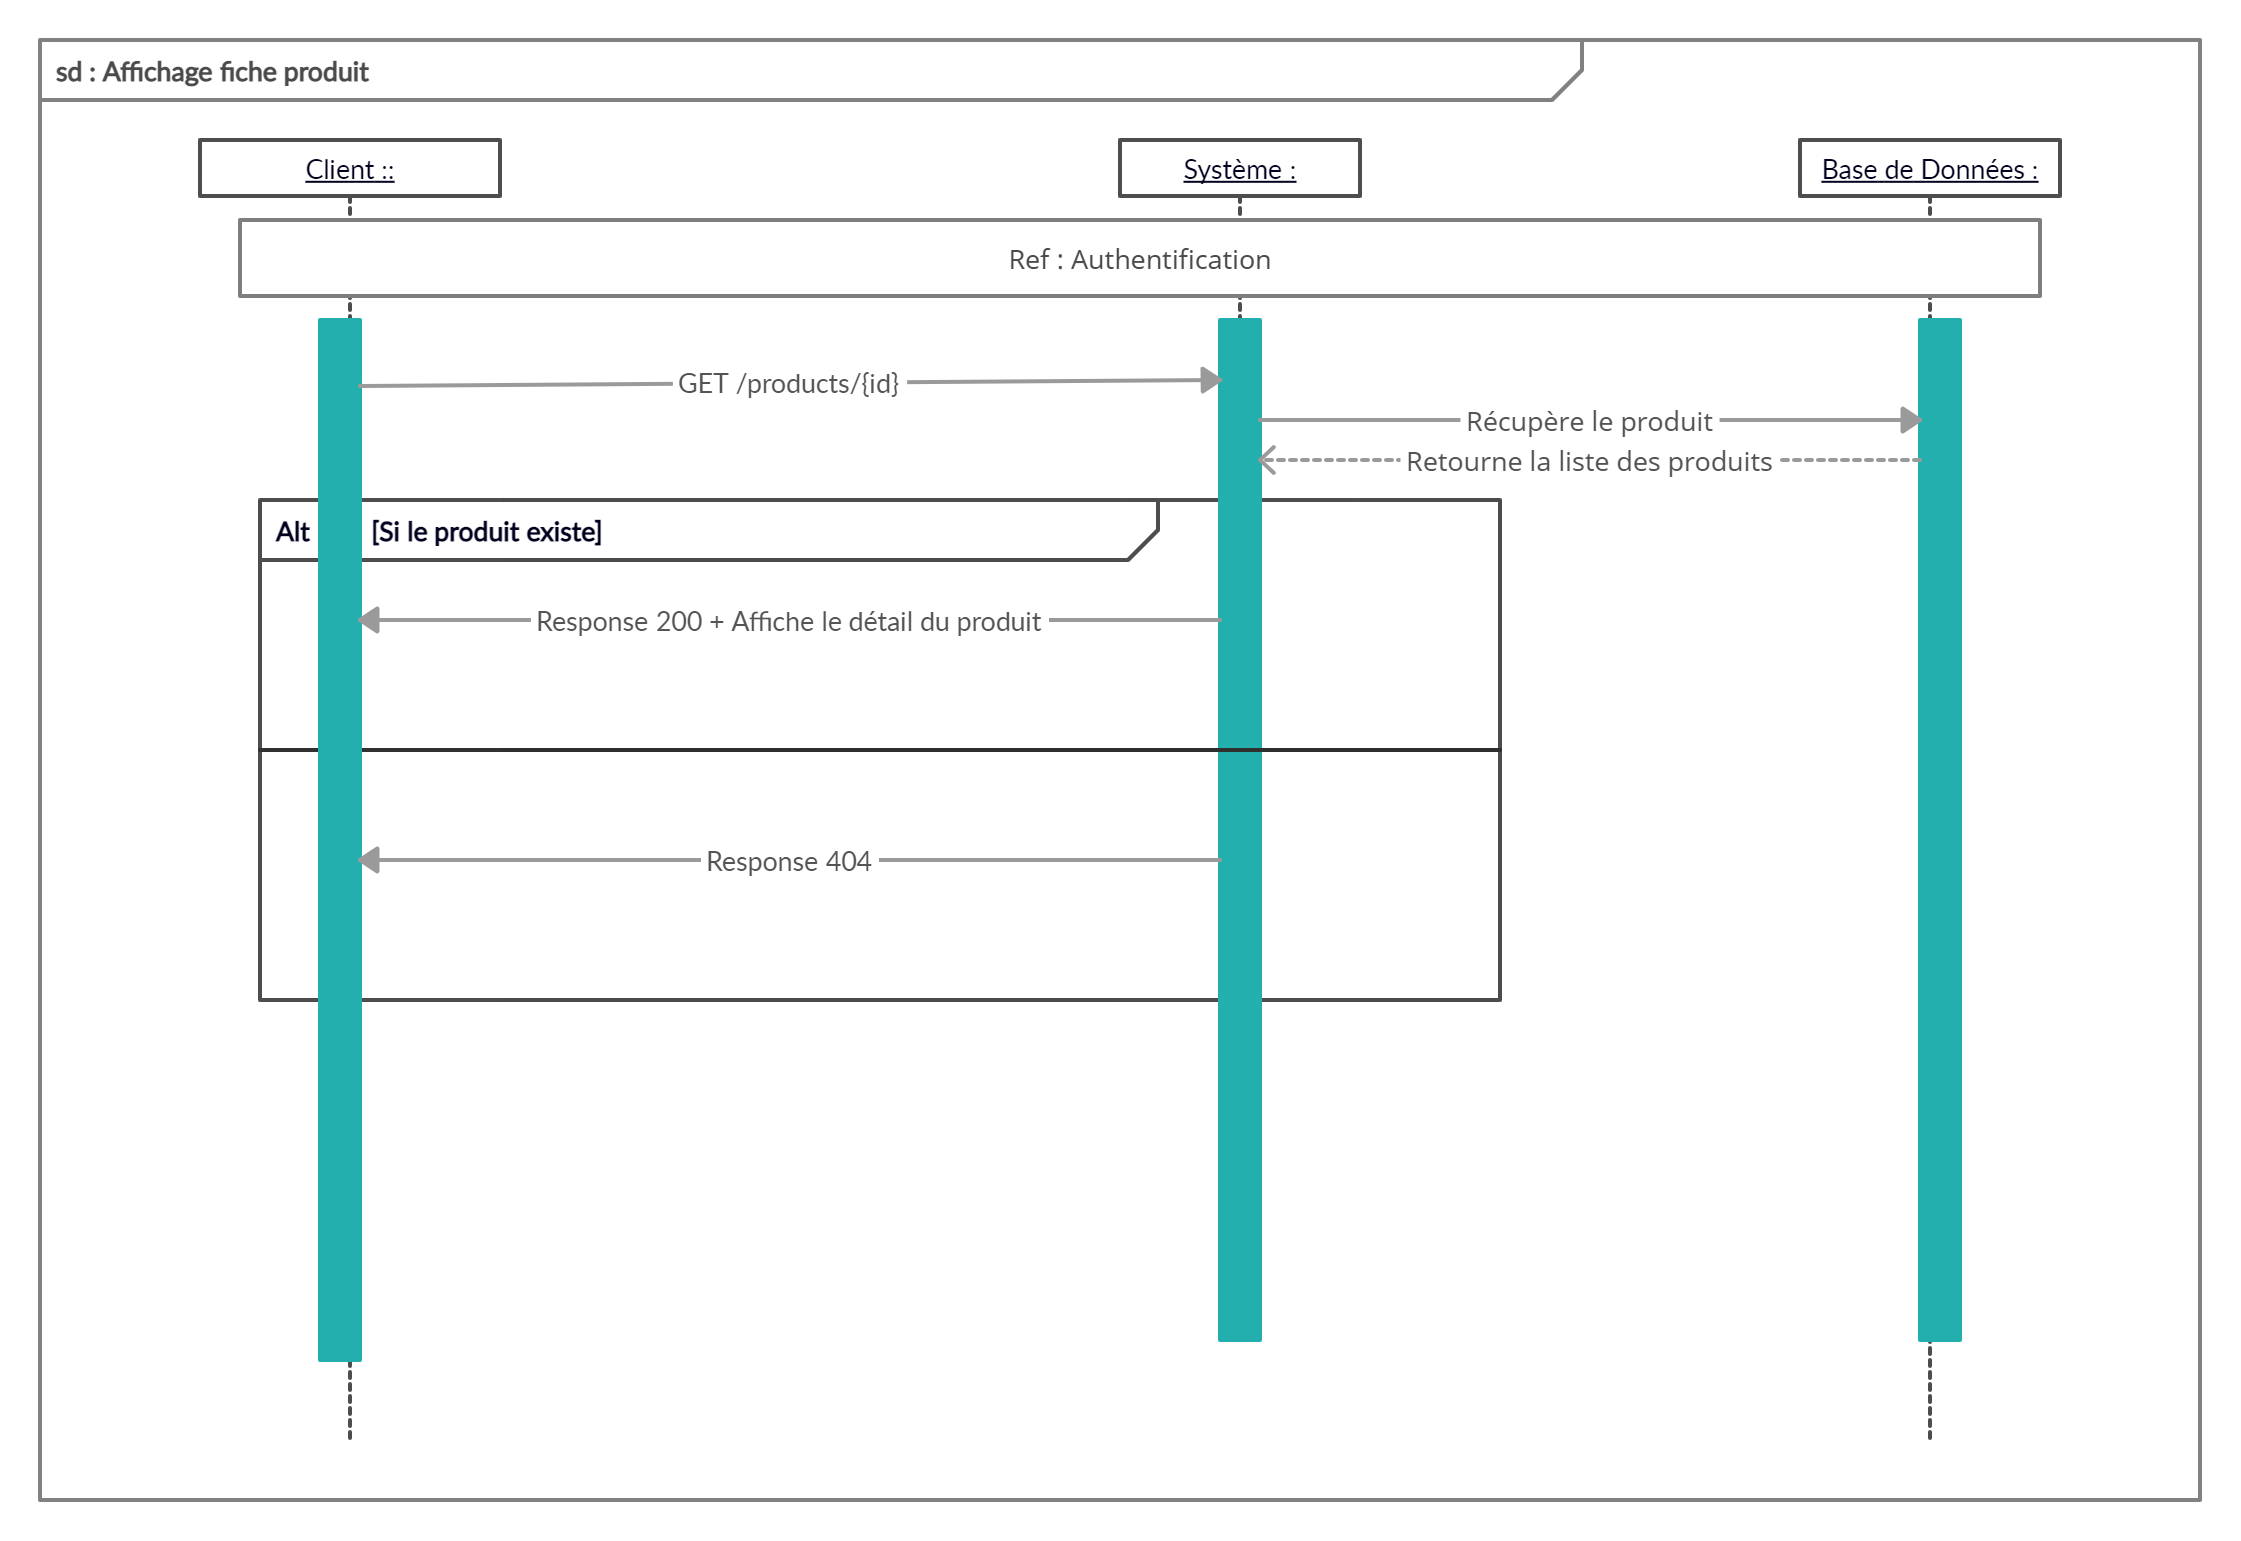 sd : Affichage fiche produit
Client ::
Système :
Base de Données :
Ref : Authentification
GET /products/{id}
Récupère le produit
Retourne la liste des produits
Alt [Si le produit existe]
Response 200 + Affiche le détail du produit
Response 404